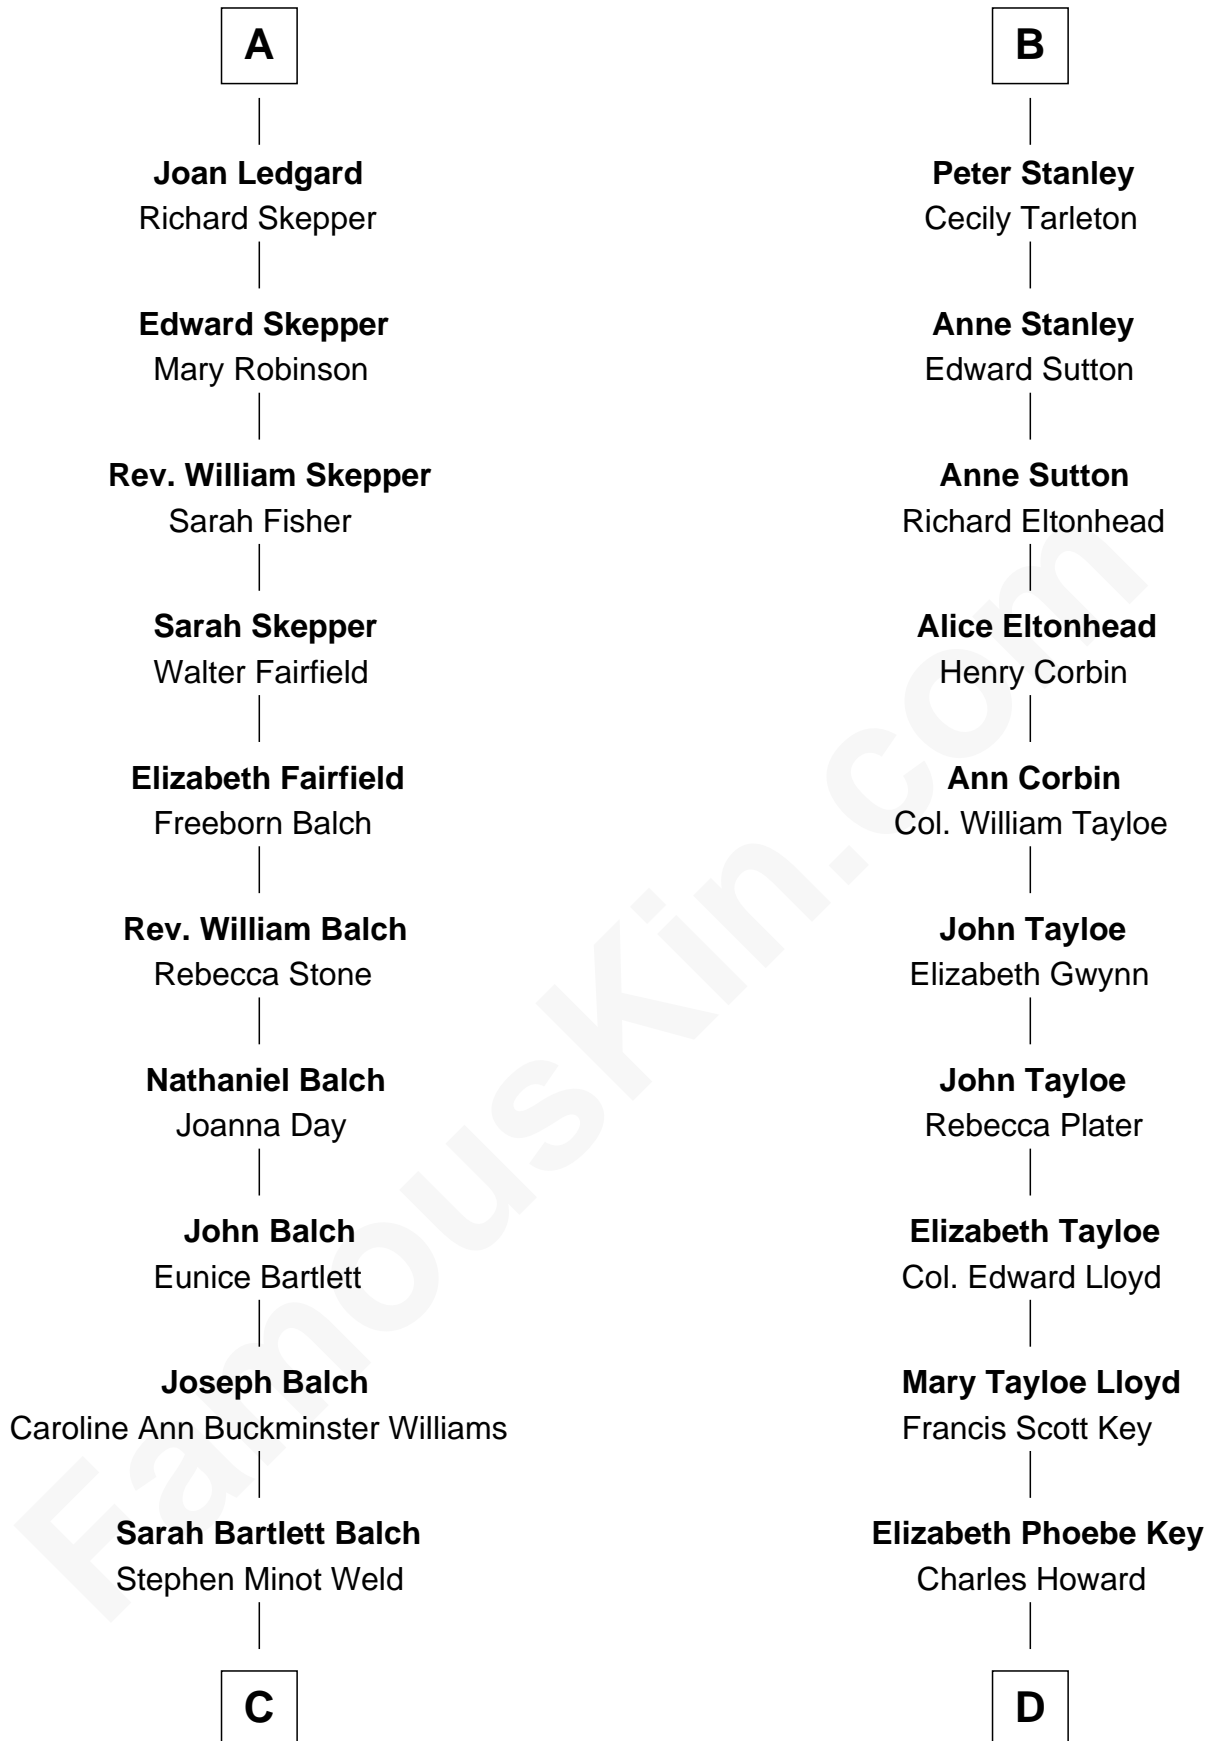 A
Joan Ledgard
Richard Skepper
Edward Skepper
Mary Robinson
Rev. William Skepper
Sarah Fisher
Sarah Skepper
Walter Fairfield
Elizabeth Fairfield
Freeborn Balch
Rev. William Balch
Rebecca Stone
Nathaniel Balch
Joanna Day
John Balch
Eunice Bartlett
Joseph Balch
Caroline Ann Buckminster Williams
Sarah Bartlett Balch
Stephen Minot Weld
C
B
Peter Stanley
Cecily Tarleton
Anne Stanley
Edward Sutton
Anne Sutton
Richard Eltonhead
Alice Eltonhead
Henry Corbin
Ann Corbin
Col. William Tayloe
John Tayloe
Elizabeth Gwynn
John Tayloe
Rebecca Plater
Elizabeth Tayloe
Col. Edward Lloyd
Mary Tayloe Lloyd
Francis Scott Key
Elizabeth Phoebe Key
Charles Howard
D
FamousKin.com